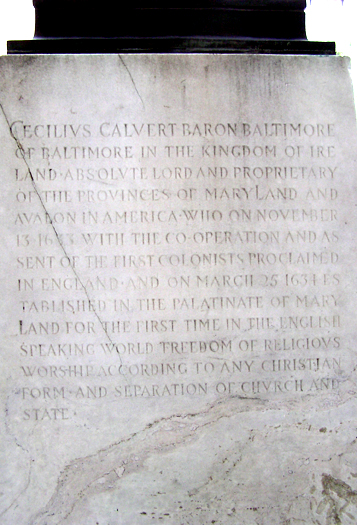 CECILIVS CALVERT BARON BALTIMORE
OF BALTIMORE IN THE KINGDOM OF IRE
LAND·ABSOLVTE LORD AND PROPRIETARY
OF THE PROVINCES OF MARYLAND AND
AVALON IN AMERICA·WHO ON NOVEMBER
13·1633 WITH THE CO-OPERATION AND AS
SENT OF THE FIRST COLONISTS PROCLAIMED
IN ENGLAND·AND ON MARCH 25 1634 ES
TABLISHED IN THE PALATINATE OF MARY
LAND FOR THE FIRST TIME IN THE ENGLISH
SPEAKING WORLD FREEDOM OF RELIGIOVS
WORSHIP ACCORDING TO ANY CHRISTIAN
FORM·AND SEPARATION OF CHVRCH AND
STATE·